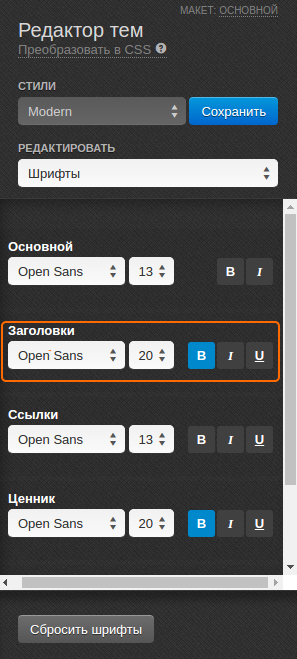 МАКЕТ: ОСНОВНОЙ
Редактор тем
Преобразовать в CSS ?
СТИЛИ
Modern Сохранить
РЕДАКТИРОВАТЬ
Шрифты
Основной
Open Sans 13 B I
Заголовки
Open Sans 20 B I U
Ссылки
Open Sans 13 B I U
Ценник
Open Sans 20 B I U
Сбросить шрифты